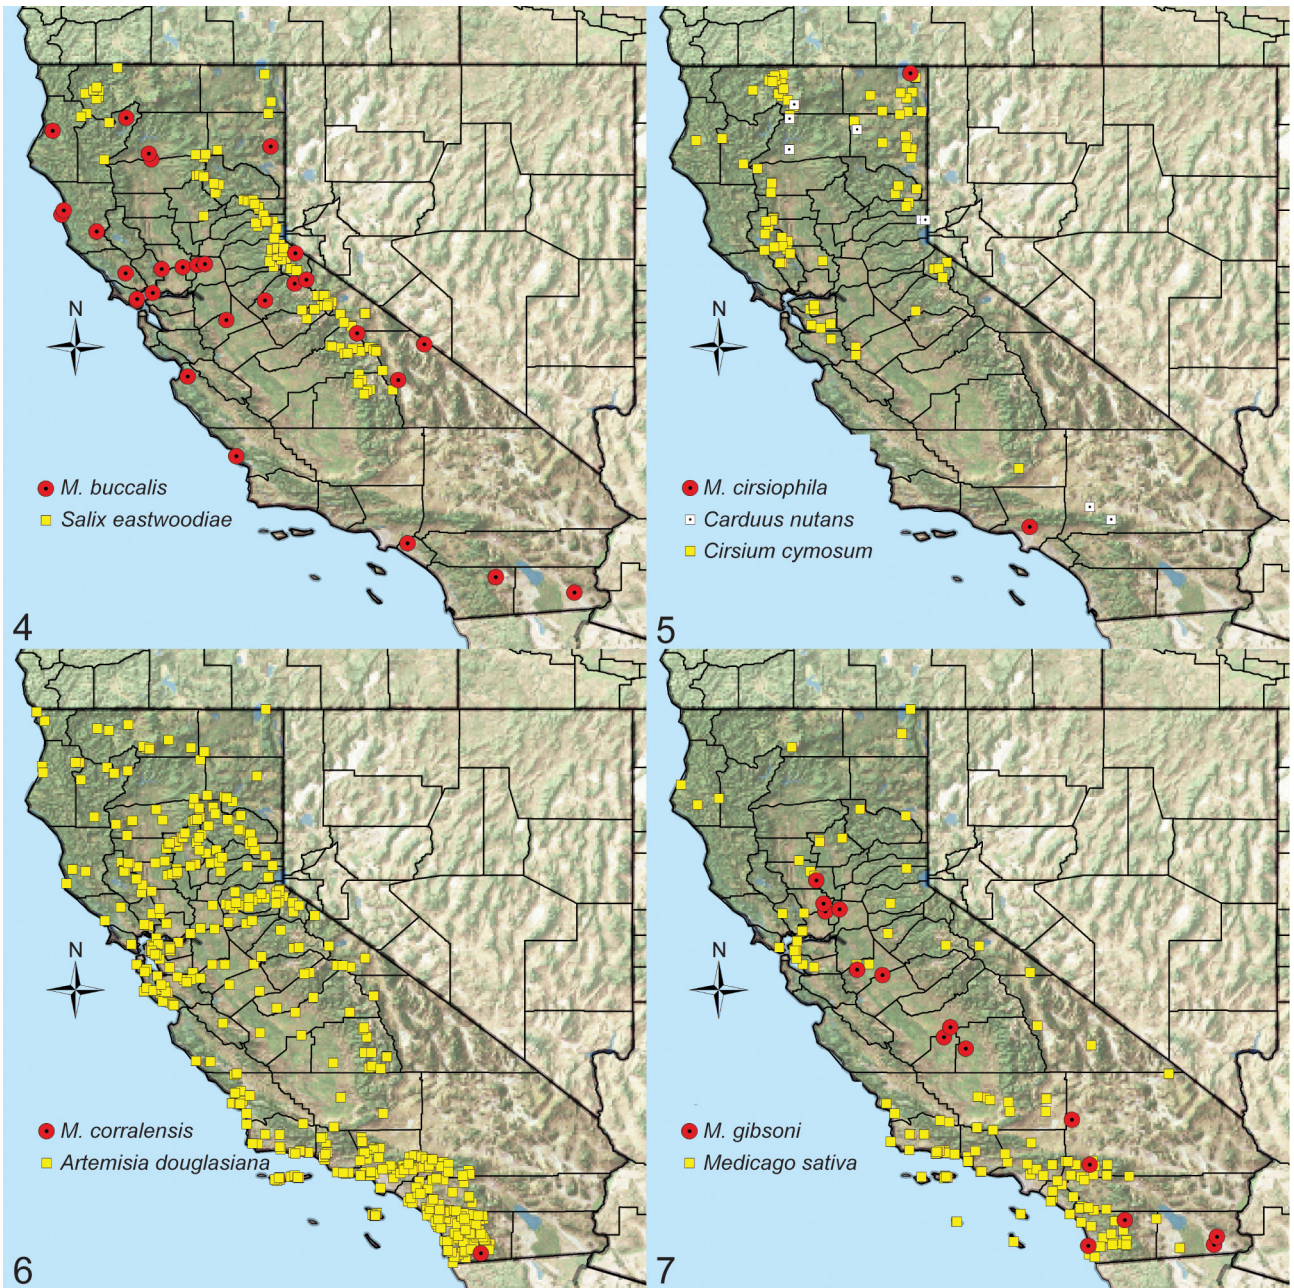 N
M. buccalis
Salix eastwoodiae
4
M. cirsiophila
Carduus nutans
Cirsium cymosum
N
5
N
M. corralensis
Artemisia douglasiana
6
N
M. gibsoni
Medicago sativa
7